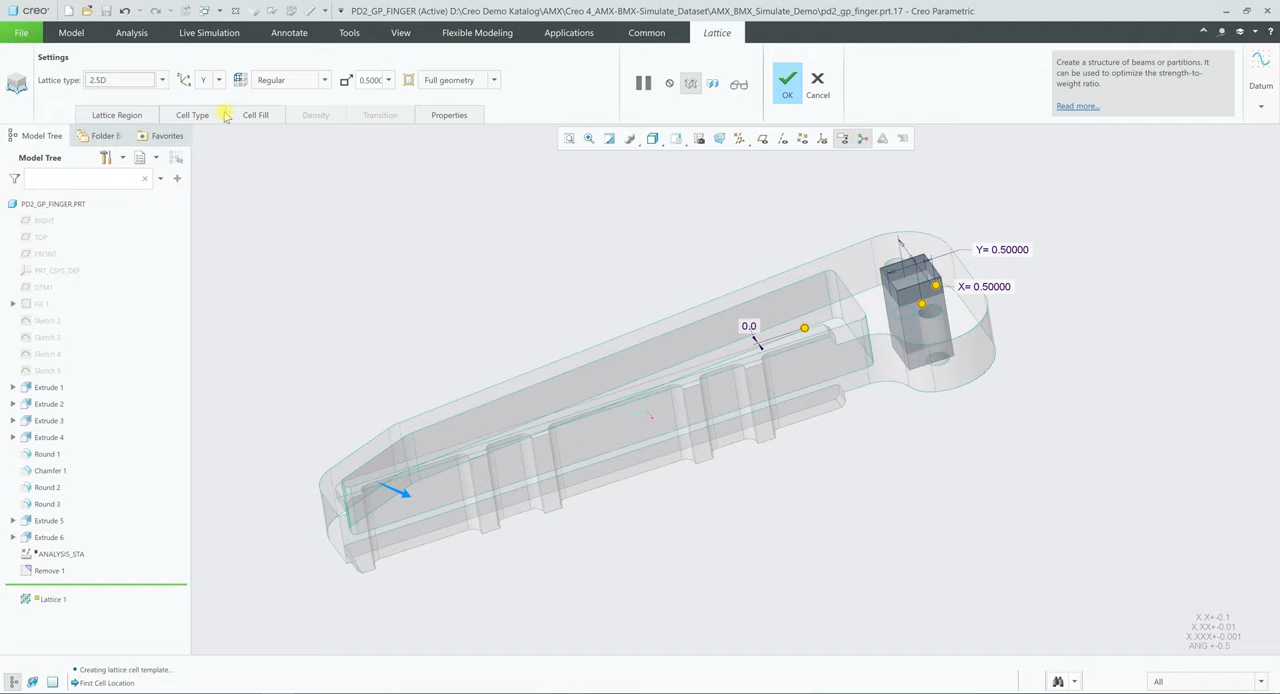 creo
PD2_GP_FINGER (Active) D:\Creo Demo Katalog\AMX\Creo 4_AMX-BMX-Simulate_Dataset\AMX_BMX_Simulate_Demo\pd2_gp_finger.prt.17 - Creo Parametric
File Model Analysis Live Simulation Annotate Tools View Flexible Modeling Applications Common Lattice
Settings
Lattice type: 2.5D Y Regular 0.5000 Full geometry
OK Cancel
Create a structure of beams or partitions. It can be used to optimize the strength-to-weight ratio.
Read more...
Datum
Lattice Region Cell Type Cell Fill Density Transition Properties
Model Tree Folder B Favorites
Model Tree
PD2_GP_FINGER.PRT
RIGHT
TOP
FRONT
PRT_CSYS_DEF
DTM1
Fill 1
Sketch 2
Sketch 3
Sketch 4
Sketch 5
Extrude 1
Extrude 2
Extrude 3
Extrude 4
Round 1
Chamfer 1
Round 2
Round 3
Extrude 5
Extrude 6
ANALYSIS_STA
Remove 1
Lattice 1
Y= 0.50000
X= 0.50000
0.0
X.X+-0.1
X.XX+-0.01
X.XXX+-0.001
ANG +-0.5
Creating lattice cell template...
First Cell Location
All